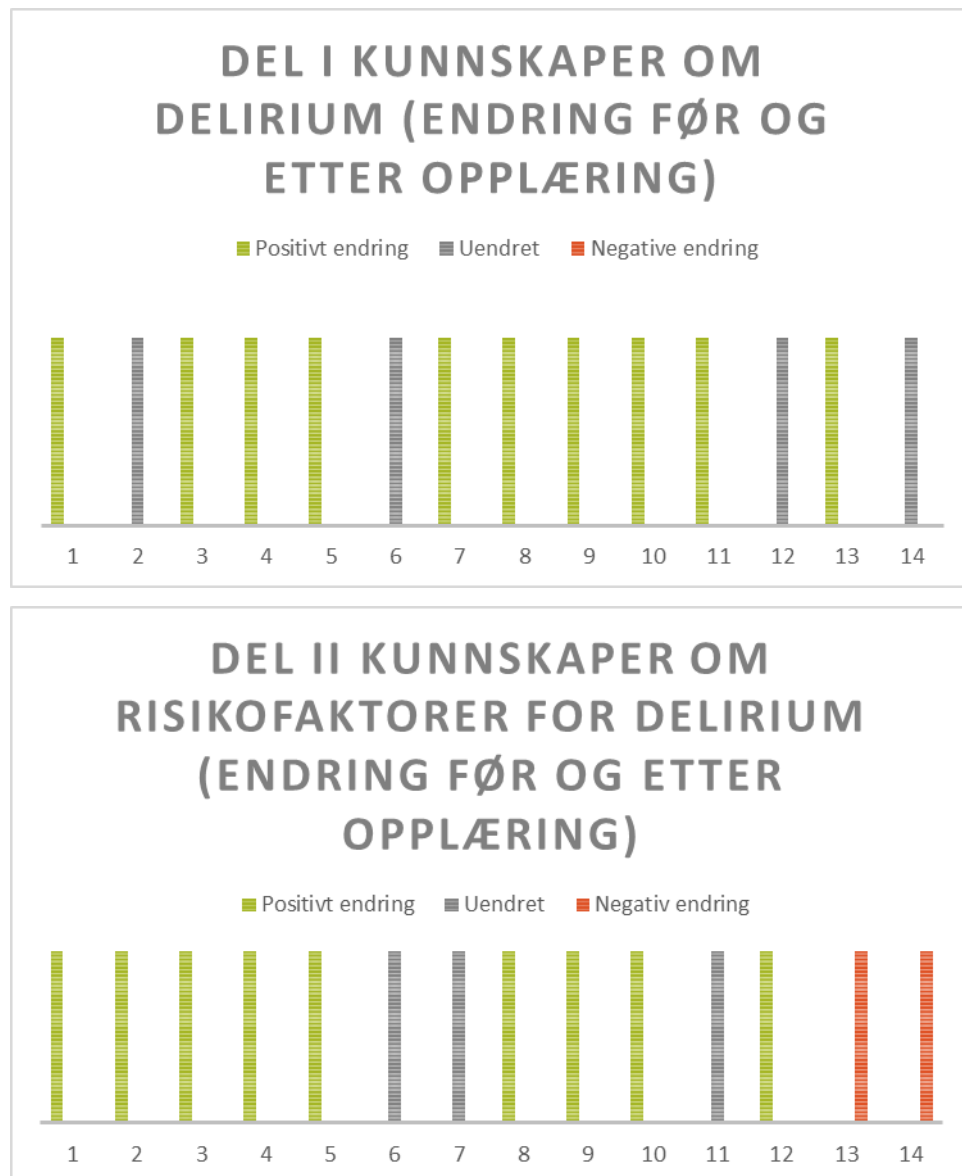 DEL I KUNNSKAPER OM
DELIRIUM (ENDRING FØR OG
ETTER OPPLÆRING)
Positivt endring Uendret Negative endring
1 2 3 4 5 6 7 8 9 10 11 12 13 14
DEL II KUNNSKAPER OM
RISIKOFAKTORER FOR DELIRIUM
(ENDRING FØR OG ETTER
OPPLÆRING)
Positivt endring Uendret Negativ endring
1 2 3 4 5 6 7 8 9 10 11 12 13 14